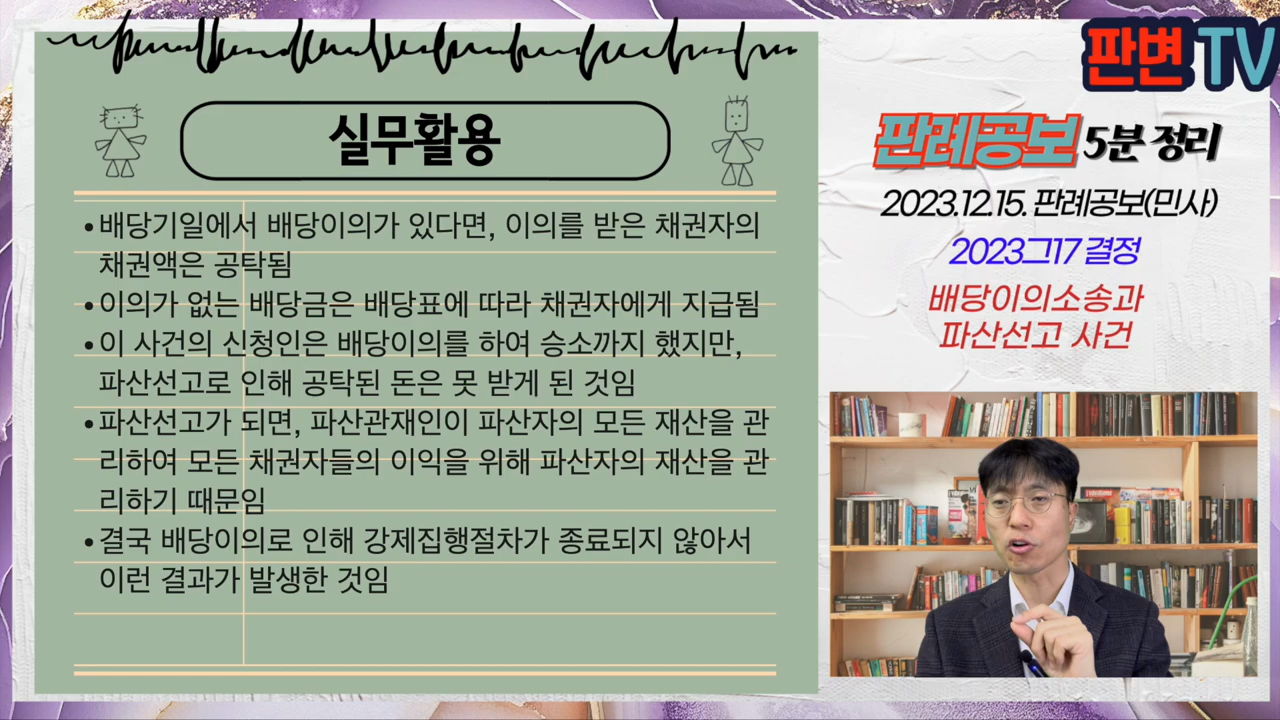 실무활용
•배당기일에서 배당이의가 있다면, 이의를 받은 채권자의
채권액은 공탁됨
•이의가 없는 배당금은 배당표에 따라 채권자에게 지급됨
•이 사건의 신청인은 배당이의를 하여 승소까지 했지만,
파산선고로 인해 공탁된 돈은 못 받게 된 것임
•파산선고가 되면, 파산관재인이 파산자의 모든 재산을 관
리하여 모든 채권자들의 이익을 위해 파산자의 재산을 관
리하기 때문임
•결국 배당이의로 인해 강제집행절차가 종료되지 않아서
이런 결과가 발생한 것임
판변 TV
판례공보 5분 정리
2023.12.15. 판례공보(민사)
2023그17 결정
배당이의소송과
파산선고 사건